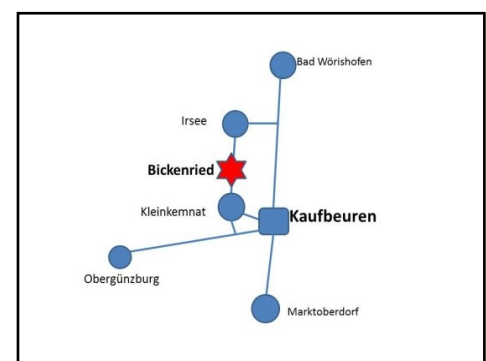 Bad Wörishofen
Irsee
Bickenried
Kleinkemnat
Kaufbeuren
Obergünzburg
Marktoberdorf